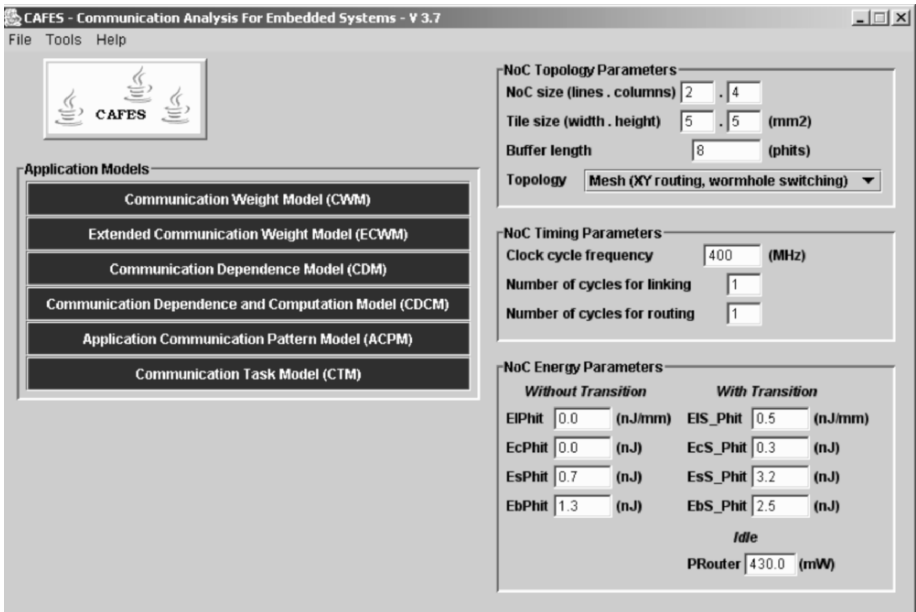 CAFES - Communication Analysis For Embedded Systems - V 3.7
File Tools Help
CAFES
Application Models
Communication Weight Model (CWM)
Extended Communication Weight Model (ECWM)
Communication Dependence Model (CDM)
Communication Dependence and Computation Model (CDCM)
Application Communication Pattern Model (ACPM)
Communication Task Model (CTM)
NoC Topology Parameters
NoC size (lines . columns) 2 . 4
Tile size (width . height) 5 . 5 (mm2)
Buffer length 8 (phits)
Topology Mesh (XY routing, wormhole switching)
NoC Timing Parameters
Clock cycle frequency 400 (MHz)
Number of cycles for linking 1
Number of cycles for routing 1
NoC Energy Parameters
Without Transition With Transition
ElPhit 0.0 (nJ/mm) ElS_Phit 0.5 (nJ/mm)
EcPhit 0.0 (nJ) EcS_Phit 0.3 (nJ)
EsPhit 0.7 (nJ) EsS_Phit 3.2 (nJ)
EbPhit 1.3 (nJ) EbS_Phit 2.5 (nJ)
Idle
PRouter 430.0 (mW)